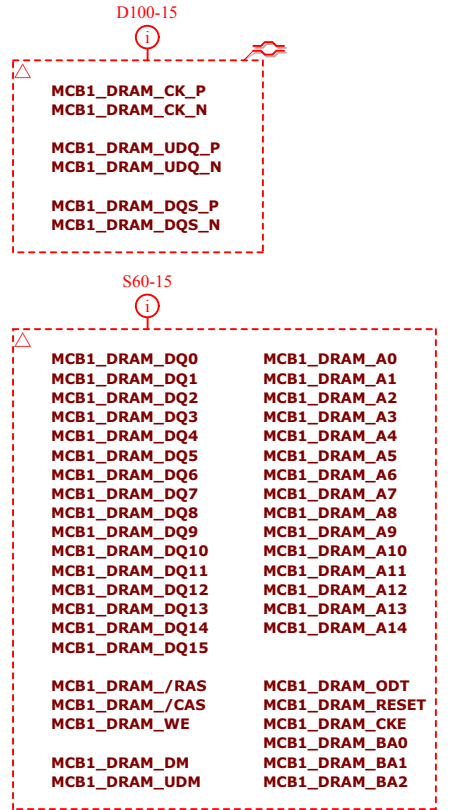 D100-15
i
MCB1_DRAM_CK_P
MCB1_DRAM_CK_N
MCB1_DRAM_UDQ_P
MCB1_DRAM_UDQ_N
MCB1_DRAM_DQS_P
MCB1_DRAM_DQS_N
S60-15
i
MCB1_DRAM_DQ0 MCB1_DRAM_A0
MCB1_DRAM_DQ1 MCB1_DRAM_A1
MCB1_DRAM_DQ2 MCB1_DRAM_A2
MCB1_DRAM_DQ3 MCB1_DRAM_A3
MCB1_DRAM_DQ4 MCB1_DRAM_A4
MCB1_DRAM_DQ5 MCB1_DRAM_A5
MCB1_DRAM_DQ6 MCB1_DRAM_A6
MCB1_DRAM_DQ7 MCB1_DRAM_A7
MCB1_DRAM_DQ8 MCB1_DRAM_A8
MCB1_DRAM_DQ9 MCB1_DRAM_A9
MCB1_DRAM_DQ10 MCB1_DRAM_A10
MCB1_DRAM_DQ11 MCB1_DRAM_A11
MCB1_DRAM_DQ12 MCB1_DRAM_A12
MCB1_DRAM_DQ13 MCB1_DRAM_A13
MCB1_DRAM_DQ14 MCB1_DRAM_A14
MCB1_DRAM_DQ15
MCB1_DRAM_/RAS MCB1_DRAM_ODT
MCB1_DRAM_/CAS MCB1_DRAM_RESET
MCB1_DRAM_WE MCB1_DRAM_CKE
MCB1_DRAM_BA0
MCB1_DRAM_DM MCB1_DRAM_BA1
MCB1_DRAM_UDM MCB1_DRAM_BA2